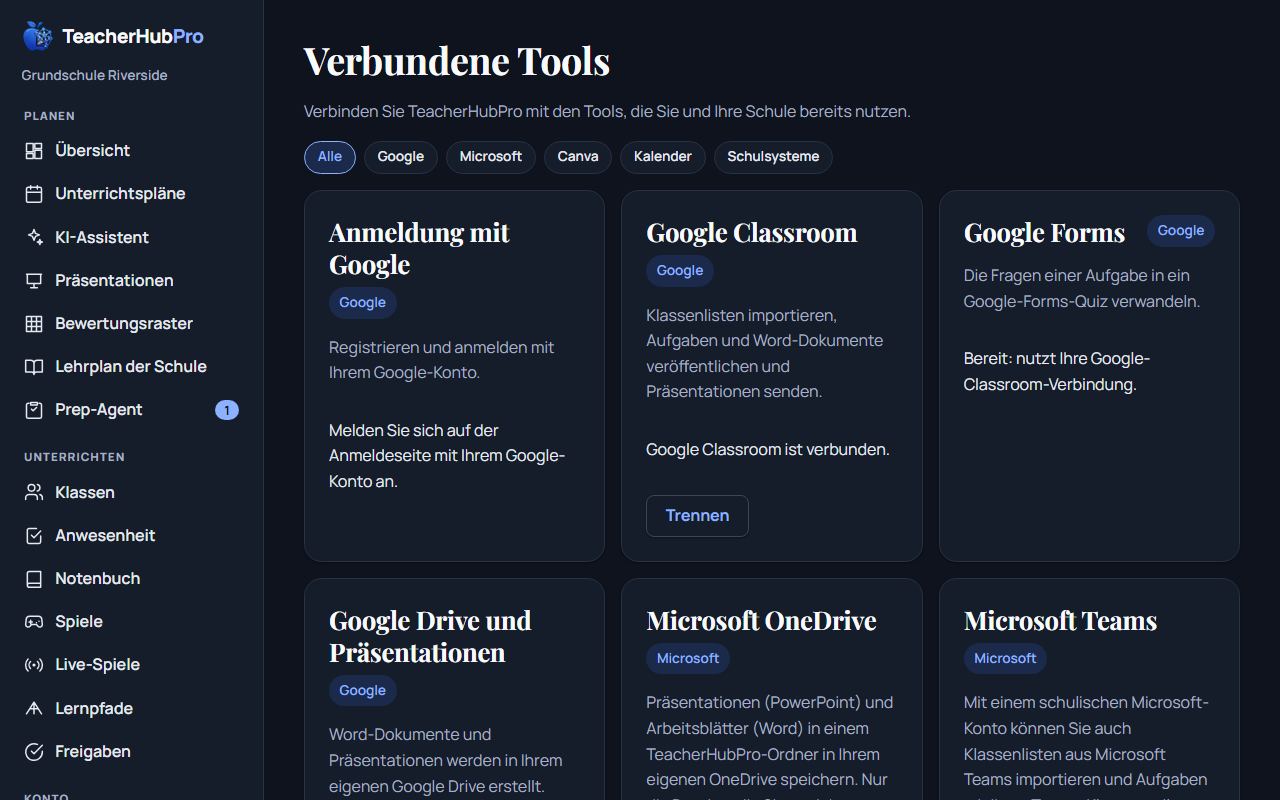 TeacherHubPro
Grundschule Riverside
PLANEN
Übersicht
Unterrichtspläne
KI-Assistent
Präsentationen
Bewertungsraster
Lehrplan der Schule
Prep-Agent 1
UNTERRICHTEN
Klassen
Anwesenheit
Notenbuch
Spiele
Live-Spiele
Lernpfade
Freigaben
KONTO
Verbundene Tools
Verbinden Sie TeacherHubPro mit den Tools, die Sie und Ihre Schule bereits nutzen.
Alle Google Microsoft Canva Kalender Schulsysteme
Anmeldung mit
Google
Google
Registrieren und anmelden mit
Ihrem Google-Konto.
Melden Sie sich auf der
Anmeldeseite mit Ihrem Google-
Konto an.
Google Classroom
Google
Klassenlisten importieren,
Aufgaben und Word-Dokumente
veröffentlichen und
Präsentationen senden.
Google Classroom ist verbunden.
Trennen
Google Forms Google
Die Fragen einer Aufgabe in ein
Google-Forms-Quiz verwandeln.
Bereit: nutzt Ihre Google-
Classroom-Verbindung.
Google Drive und
Präsentationen
Google
Word-Dokumente und
Präsentationen werden in Ihrem
eigenen Google Drive erstellt.
Microsoft OneDrive
Microsoft
Präsentationen (PowerPoint) und
Arbeitsblätter (Word) in einem
TeacherHubPro-Ordner in Ihrem
eigenen OneDrive speichern. Nur
Microsoft Teams
Microsoft
Mit einem schulischen Microsoft-
Konto können Sie auch
Klassenlisten aus Microsoft
Teams importieren und Aufgaben